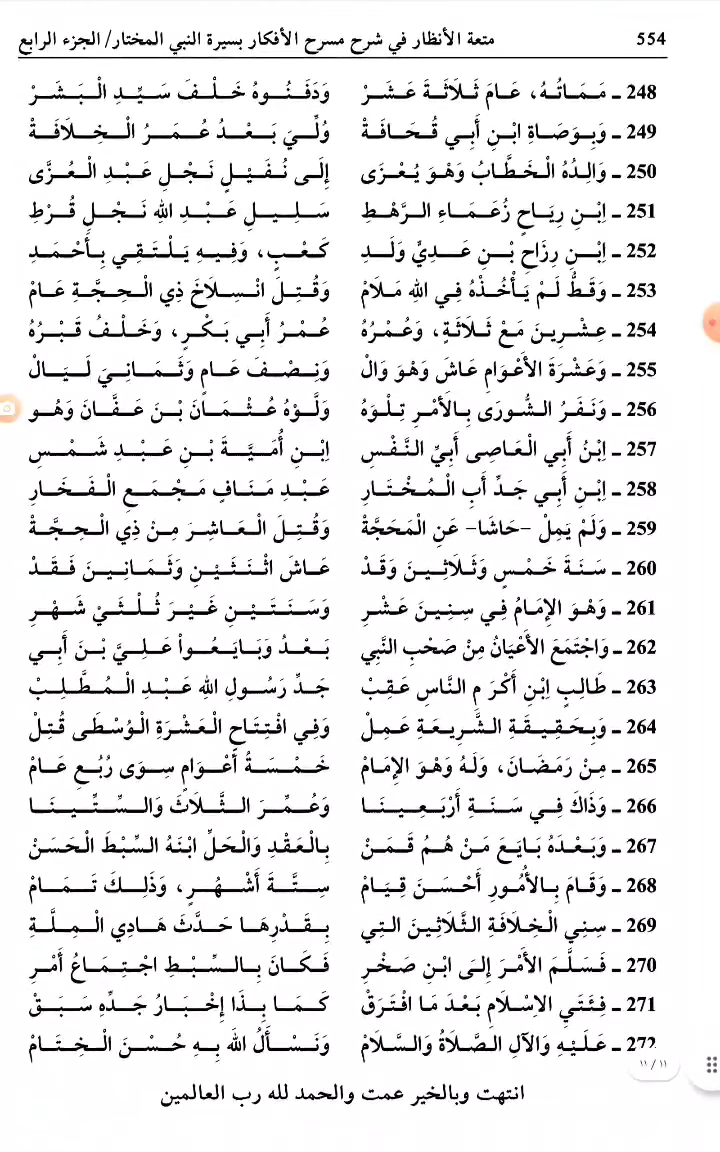 554 متعة الأنظار في شرح مسرح الأفكار بسيرة النبي المختار/ الجزء الرابع
248 ـ مَمَاتُهُ، عَامَ ثَلَاثَةَ عَشَرْ وَدَفَنُوهُ خَلْفَ سَيِّدِ الْبَشَرْ
249 ـ وَبِوَصَاةِ ابْنِ أَبِي قُحَافَةْ وُلِّيَ بَعْدُ عُمَرُ الْخِلَافَةْ
250 ـ وَالِدُهُ الْخَطَّابُ وَهوَ يُعْزَى إِلَى نُفَيْلٍ نَجْلِ عَبْدِ الْعُزَّى
251 ـ اِبْنِ رِيَاحٍ زُعَمَاءِ الرَّهْطِ سَلِيلِ عَبْدِ اللهِ نَجْلِ قُرْطِ
252 ـ اِبْنِ رِزَاحِ بْنِ عَدِيِّ وَلَدِ كَعْبٍ، وَفِيهِ يَلْتَقِي بِأَحْمَدِ
253 ـ وَقَطُّ لَمْ يَأْخُذْهُ فِي اللهِ مَلَامْ وَقُتِلَ انْسِلَاخَ ذِي الْحِجَّةِ عَامْ
254 ـ عِشْرِينَ مَعْ ثَلَاثَةٍ، وَعُمْرُهُ عُمْرُ أَبِي بَكْرٍ، وَخَلْفُ قَبْرُهُ
255 ـ وَعَشْرَةَ الأَعْوَامِ عَاشَ وَهوَ وَالْ وَنِصْفَ عَامٍ وَثَمَانِيَ لَيَالْ
256 ـ وَنَفَرُ الشُّورَى بِالأَمْرِ تِلْوَهُ وَلَّوْهُ عُثْمَانَ بْنَ عَفَّانَ وَهُو
257 ـ اِبْنُ أَبِي الْعَاصِى أَبِيِّ النَّفْسِ اِبْنِ أُمَيَّةَ بْنِ عَبْدِ شَمْسِ
258 ـ اِبْنِ أَبِي جَدِّ أَبِ الْمُخْتَارِ عَبْدِ مَنَافٍ مَجْمَعِ الْفَخَارِ
259 ـ وَلَمْ يَمِلْ -حَاشَا- عَنِ الْمَحَجَّةْ وَقُتِلَ الْعَاشِرَ مِنْ ذِي الْحِجَّةْ
260 ـ سَنَةَ خَمْسٍ وَثَلَاثِينَ وَقَدْ عَاشَ اثْنَتَيْنِ وَثَمَانِينَ فَقَدْ
261 ـ وَهْوَ الإِمَامُ فِي سِنِينَ عَشْرِ وَسَنَتَيْنِ غَيْرَ ثُلْثَيْ شَهْرِ
262 ـ وَاجْتَمَعَ الأَعْيَانُ مِنْ صَحْبِ النَّبِي بَعْدُ وَبَايَعُواْ عَلِيَّ بْنَ أَبِي
263 ـ طَالِبٍ اِبْنِ أَكْرَمِ النَّاسِ عَقِبْ جَدِّ رَسُولِ اللهِ عَبْدِ الْمُطَّلِبْ
264 ـ وَبِحَقِيقَةِ الشَّرِيعَةِ عَمِلْ وَفِي افْتِتَاحِ الْعَشْرَةِ الْوُسْطَى قُتِلْ
265 ـ مِنْ رَمَضَانَ، وَلَهُ وَهْوَ الإِمَامْ خَمْسَةُ أَعْوَامٍ سِوَى رُبُعِ عَامْ
266 ـ وَذَاكَ فِي سَنَةِ أَرْبَعِينَا وَعُمِّرَ الثَّلَاثَ وَالسِّتِّينَا
267 ـ وَبَعْدَهُ بَايَعَ مَنْ هُمُ قَمَنْ بِالْعَقْدِ وَالْحَلِّ ابْنَهُ السِّبْطَ الْحَسَنْ
268 ـ وَقَامَ بِالأُمُورِ أَحْسَنَ قِيَامْ سِتَّةَ أَشْهُرٍ، وَذَلِكَ تَمَامْ
269 ـ سِنِي الْخِلَافَةِ الثَّلَاثِينَ التِي بِقَدْرِهَا حَدَّثَ هَادِي الْمِلَّةِ
270 ـ فَسَلَّمَ الأَمْرَ إِلَى ابْنِ صَخْرِ فَكَانَ بِالسِّبْطِ اجْتِمَاعُ أَمْرِ
271 ـ فِئَتَيِ الإِسْلَامِ بَعْدَ مَا افْتَرَقْ كَمَا بِذَا إِخْبَارُ جَدِّهِ سَبَقْ
272 ـ عَلَيْهِ وَالآلِ الصَّلَاةُ وَالسَّلَامْ وَنَسْأَلُ اللهَ بِهِ حُسْنَ الْخِتَامْ
١١ / ١١
انتهت وبالخير عمت والحمد لله رب العالمين